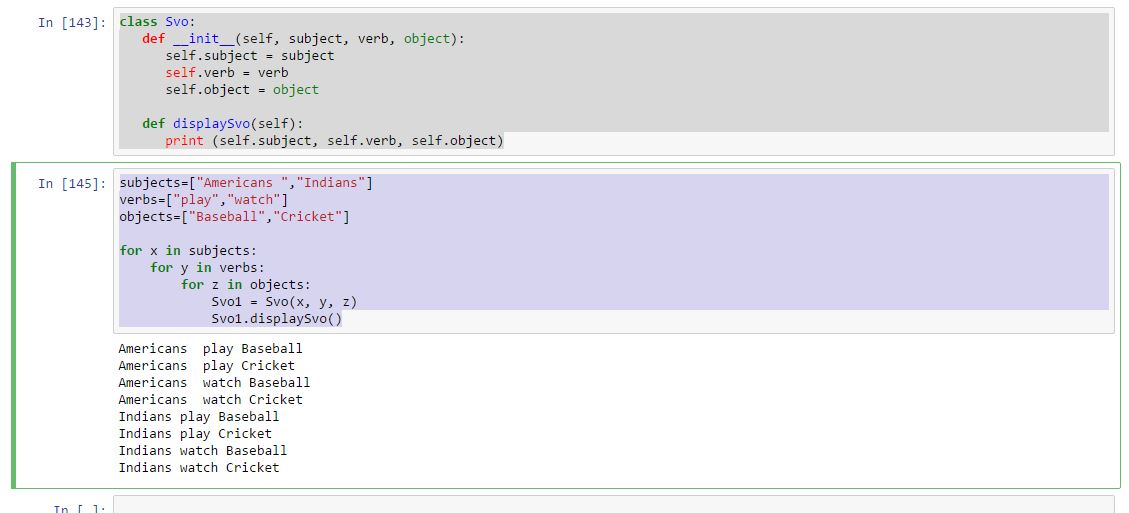 In [143]:
class Svo:
   def __init__(self, subject, verb, object):
      self.subject = subject
      self.verb = verb
      self.object = object

   def displaySvo(self):
      print (self.subject, self.verb, self.object)
In [145]:
subjects=["Americans ","Indians"]
verbs=["play","watch"]
objects=["Baseball","Cricket"]

for x in subjects:
    for y in verbs:
        for z in objects:
            Svo1 = Svo(x, y, z)
            Svo1.displaySvo()
Americans  play Baseball
Americans  play Cricket
Americans  watch Baseball
Americans  watch Cricket
Indians play Baseball
Indians play Cricket
Indians watch Baseball
Indians watch Cricket
In [ ]: